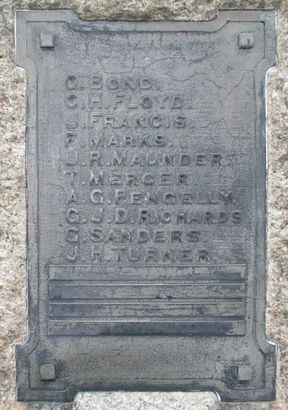 G. BOND.
C. H. FLOYD.
J. FRANCIS.
F. MARKS.
J. R. MAUNDER
T. MERCER
A. G. PENGELLY.
G. J. D. RICHARDS
G. SANDERS
J. H. TURNER.